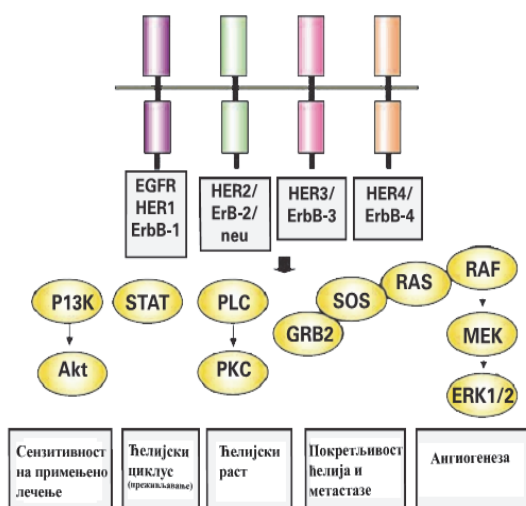 EGFR
HER1
ErbB-1
HER2/
ErB-2/
neu
HER3/
ErbB-3
HER4/
ErbB-4
P13K
STAT
PLC
GRB2
SOS
RAS
RAF
Akt
PKC
MEK
ERK1/2
Сензитивност
на примењено
лечење
Ћелијски
циклус
(преживљавање)
Ћелијски
раст
Покретљивост
ћелија и
метастазе
Ангиогенеза